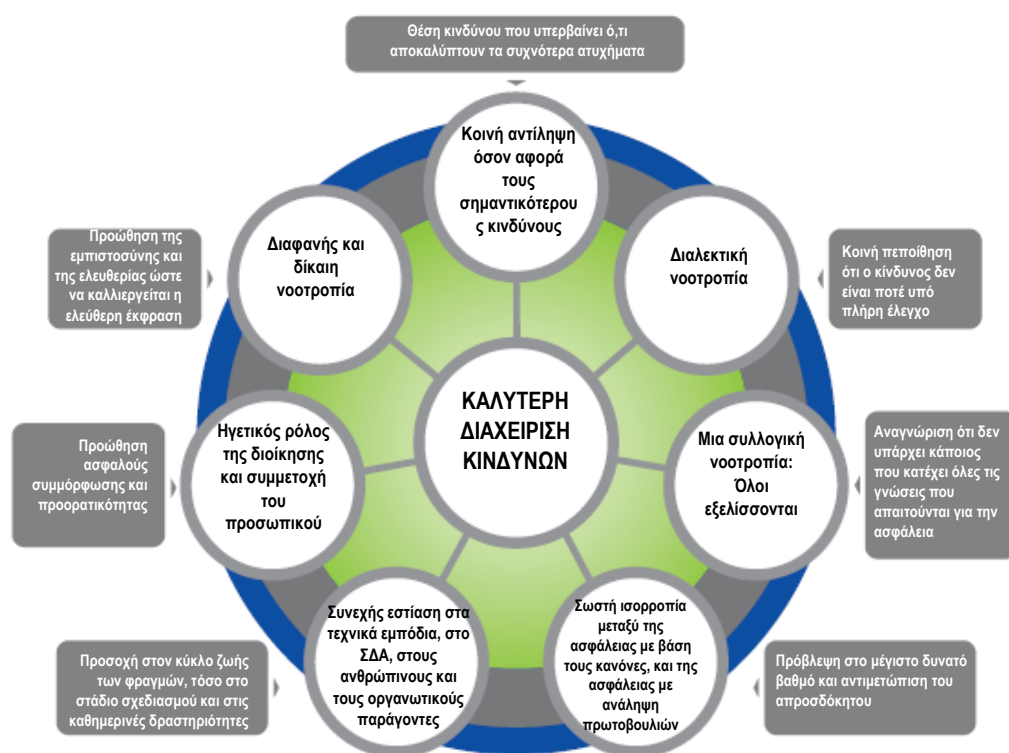 Θέση κινδύνου που υπερβαίνει ό,τι
αποκαλύπτουν τα συχνότερα ατυχήματα
Κοινή αντίληψη
όσον αφορά
τους
σημαντικότερου
ς κινδύνους
Διαφανής και
δίκαιη
νοοτροπία
Διαλεκτική
νοοτροπία
Προώθηση της
εμπιστοσύνης και
της ελευθερίας ώστε
να καλλιεργείται η
ελεύθερη έκφραση
Κοινή πεποίθηση
ότι ο κίνδυνος δεν
είναι ποτέ υπό
πλήρη έλεγχο
ΚΑΛΥΤΕΡΗ
ΔΙΑΧΕΙΡΙΣΗ
ΚΙΝΔΥΝΩΝ
Ηγετικός ρόλος
της διοίκησης
και συμμετοχή
του
προσωπικού
Μια συλλογική
νοοτροπία:
Όλοι
εξελίσσονται
Προώθηση
ασφαλούς
συμμόρφωσης και
προορατικότητας
Αναγνώριση ότι δεν
υπάρχει κάποιος
που κατέχει όλες τις
γνώσεις που
απαιτούνται για την
ασφάλεια
Συνεχής εστίαση στα
τεχνικά εμπόδια, στο
ΣΔΑ, στους
ανθρώπινους και
τους οργανωτικούς
παράγοντες
Σωστή ισορροπία
μεταξύ της
ασφάλειας με βάση
τους κανόνες, και της
ασφάλειας με
ανάληψη
πρωτοβουλιών
Προσοχή στον κύκλο ζωής
των φραγμών, τόσο στο
στάδιο σχεδιασμού και στις
καθημερινές δραστηριότητες
Πρόβλεψη στο μέγιστο δυνατό
βαθμό και αντιμετώπιση του
απροσδόκητου